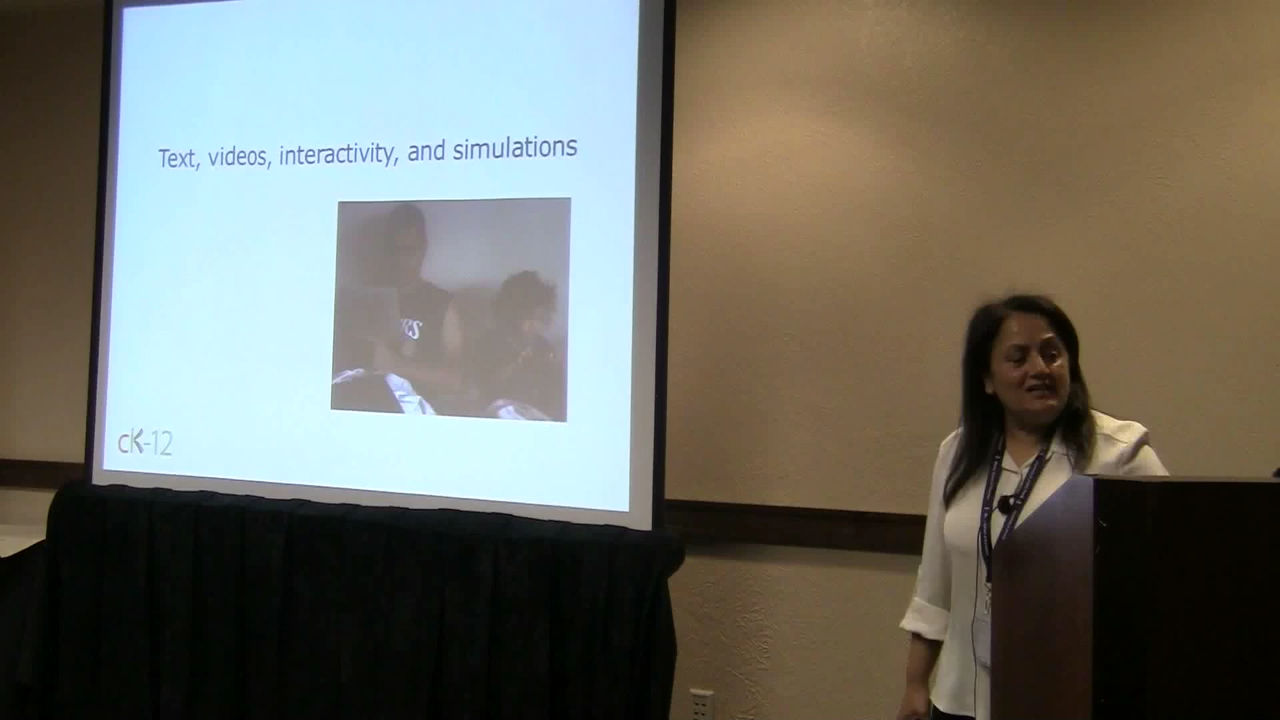 Text, videos, interactivity, and simulations
cK-12